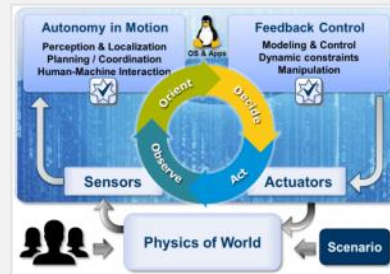 Autonomy in Motion
Perception & Localization
Planning / Coordination
Human-Machine Interaction
OS & Apps
Feedback Control
Modeling & Control
Dynamic constraints
Manipulation
Orient
Decide
Observe
Act
Sensors
Actuators
Physics of World
Scenario